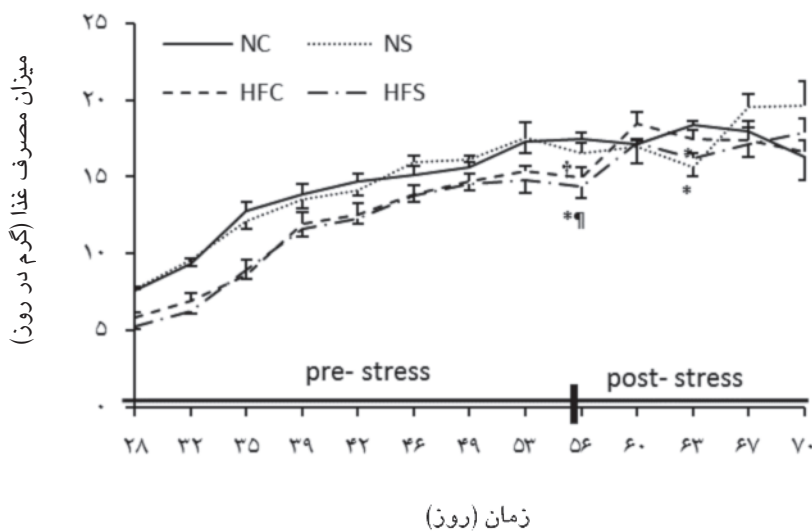 میزان مصرف غذا (گرم در روز)
۲۵
۲۰
۱۵
۱۰
۵
۰
NC NS
HFC HFS
†
*
*¶
*
pre- stress post- stress
۲۸ ۳۲ ۳۵ ۳۹ ۴۲ ۴۶ ۴۹ ۵۳ ۵۶ ۶۰ ۶۳ ۶۷ ۷۰
زمان (روز)